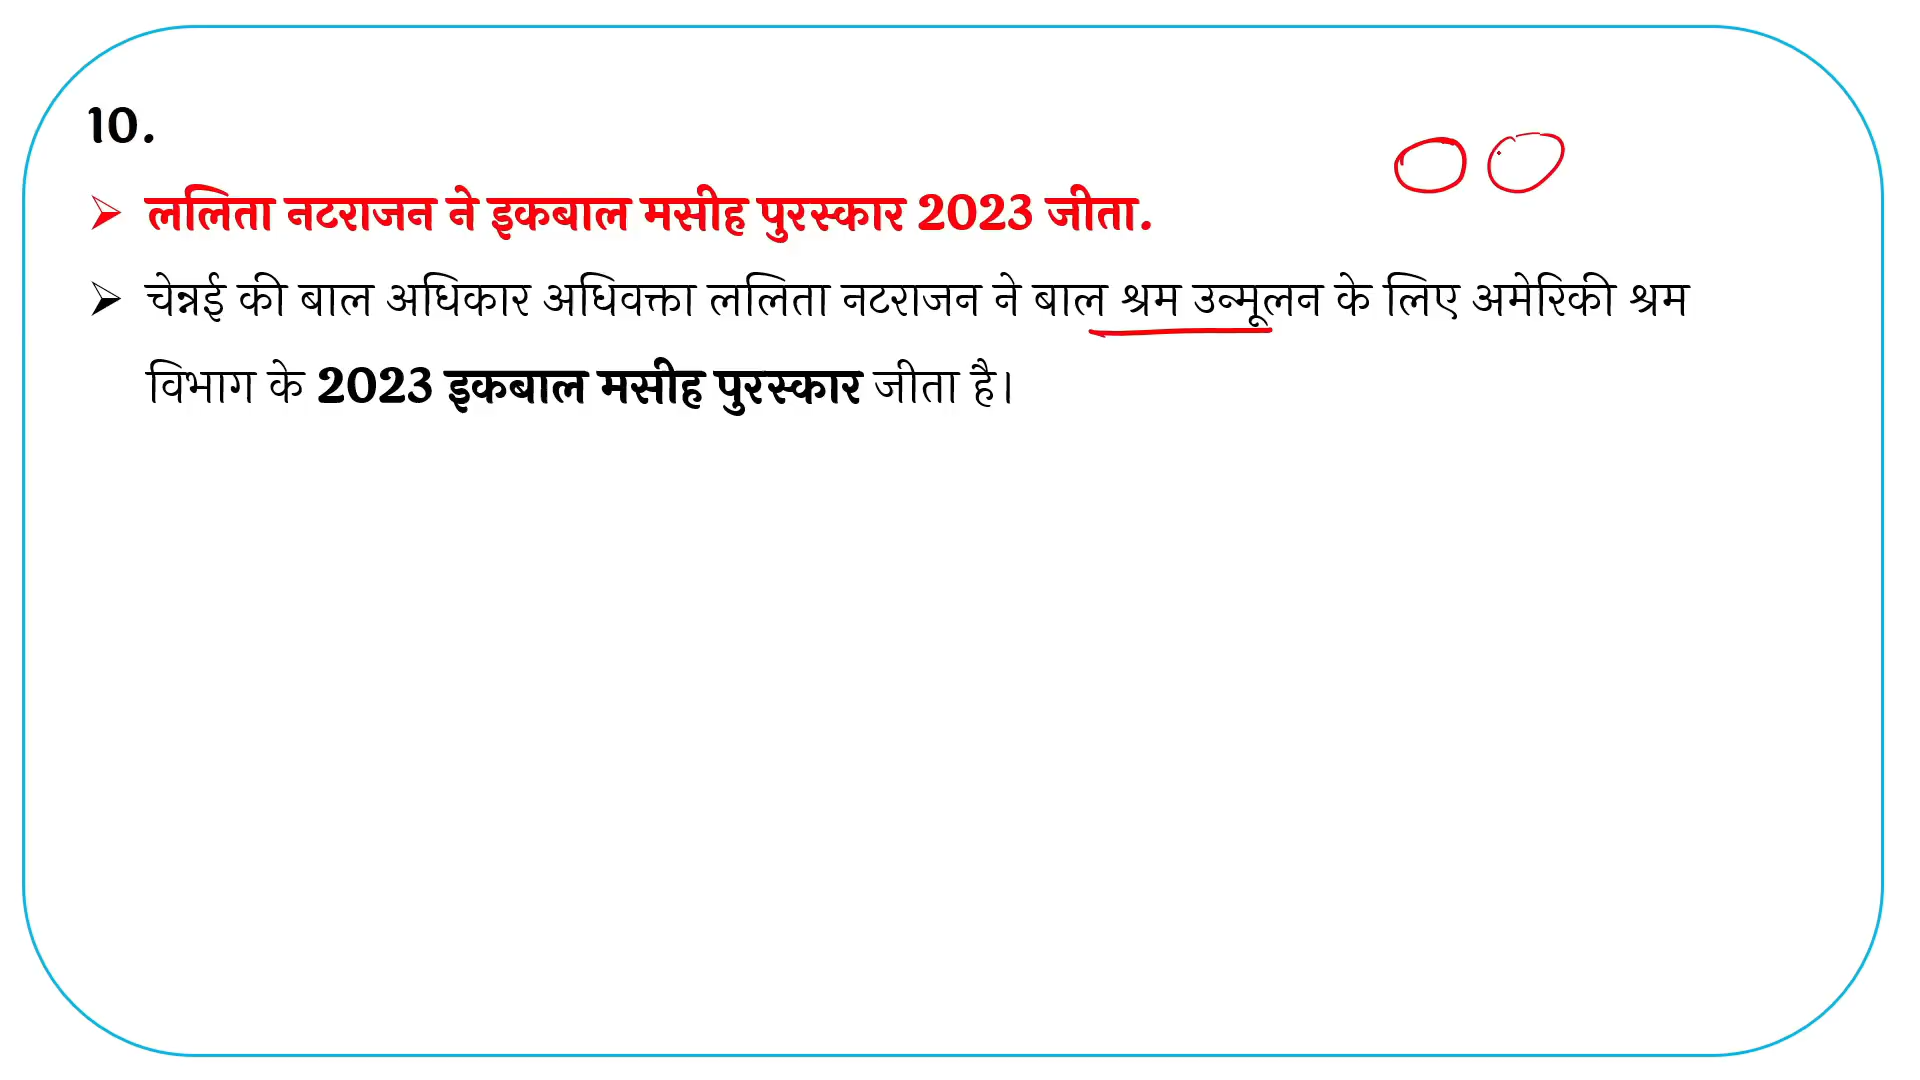 10.
ललिता नटराजन ने इकबाल मसीह पुरस्कार 2023 जीता.
चेन्नई की बाल अधिकार अधिवक्ता ललिता नटराजन ने बाल श्रम उन्मूलन के लिए अमेरिकी श्रम
विभाग के 2023 इकबाल मसीह पुरस्कार जीता है।